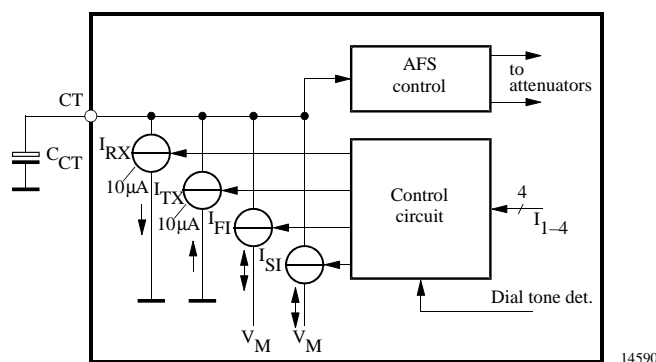 AFS
control
to
attenuators
CT
C_CT
I_RX
10µA
I_TX
10µA
I_FI
I_SI
Control
circuit
4
I_1–4
Dial tone det.
V_M
V_M
14590